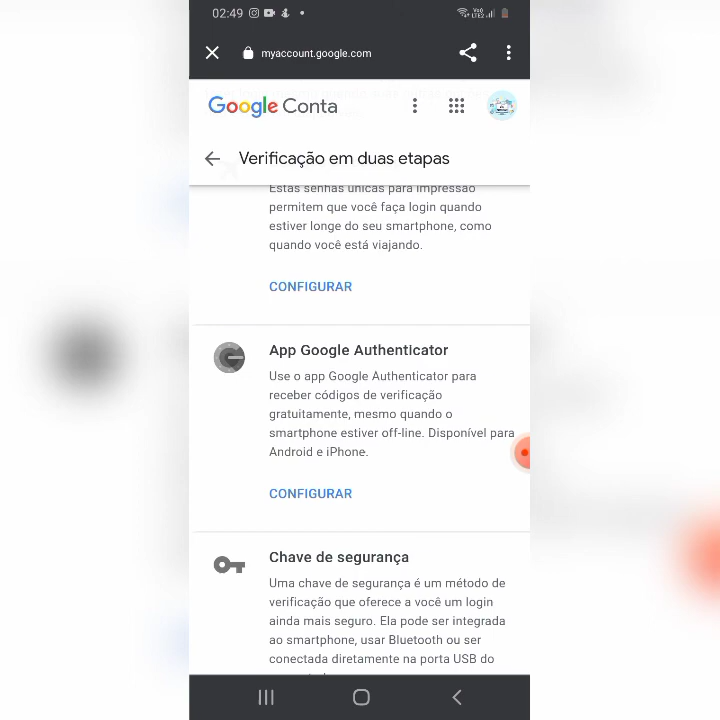 02:49
VoD
LTE2
myaccount.google.com
Google Conta
Verificação em duas etapas
Estas senhas únicas para impressão
permitem que você faça login quando
estiver longe do seu smartphone, como
quando você está viajando.
CONFIGURAR
App Google Authenticator
Use o app Google Authenticator para
receber códigos de verificação
gratuitamente, mesmo quando o
smartphone estiver off-line. Disponível para
Android e iPhone.
CONFIGURAR
Chave de segurança
Uma chave de segurança é um método de
verificação que oferece a você um login
ainda mais seguro. Ela pode ser integrada
ao smartphone, usar Bluetooth ou ser
conectada diretamente na porta USB do